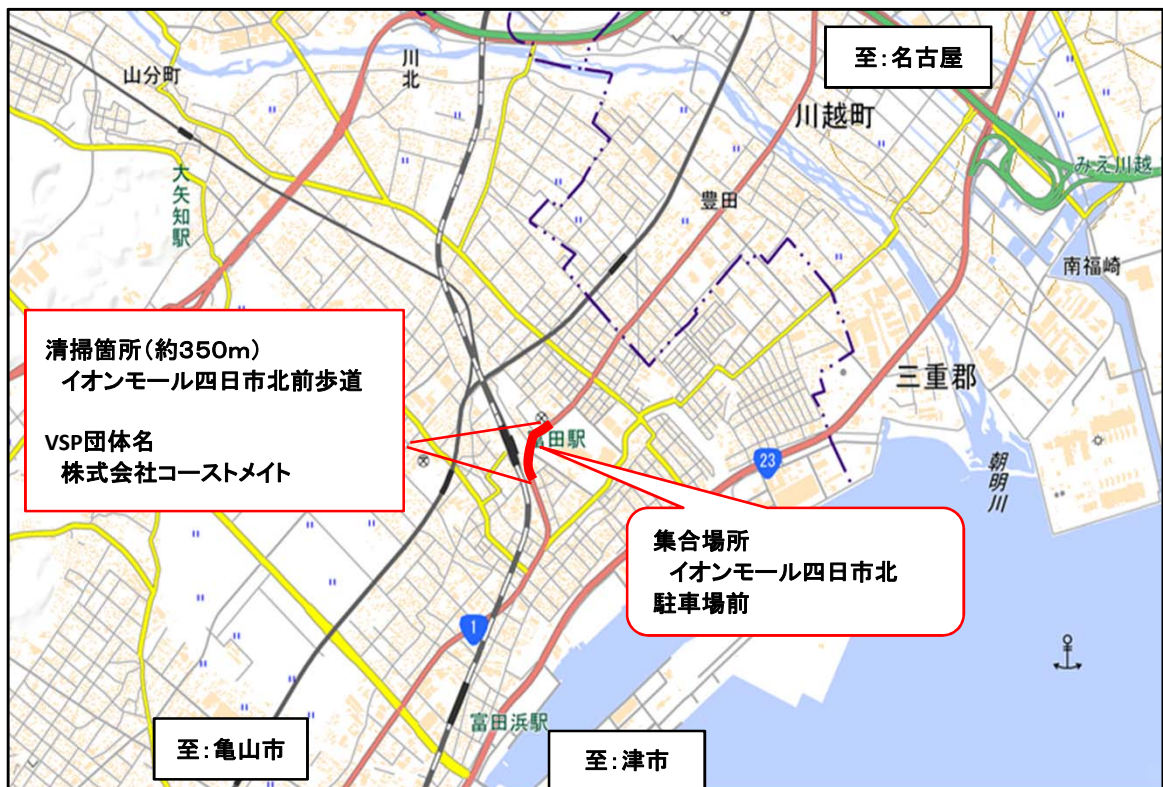 至：名古屋
山分町
川北
川越町
みえ川越
大矢知駅
豊田
南福崎
清掃箇所（約350ｍ）
イオンモール四日市北前歩道
VSP団体名
株式会社コーストメイト
三重郡
富田駅
23
朝明川
集合場所
イオンモール四日市北
駐車場前
1
富田浜駅
至：亀山市
至：津市